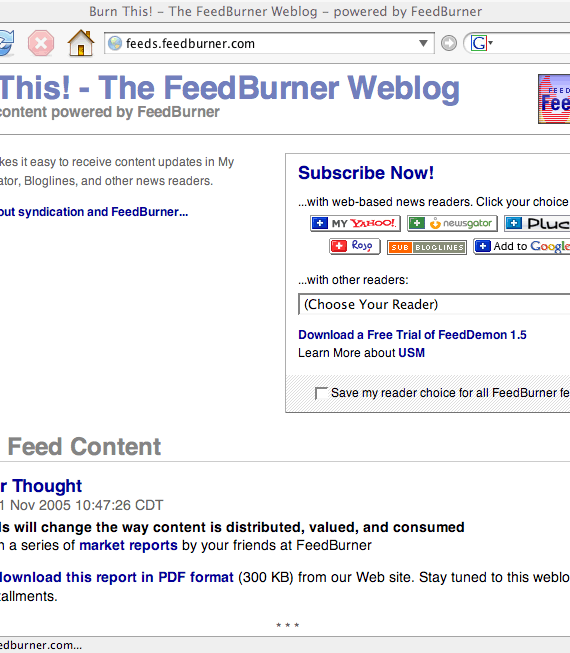 Burn This! – The FeedBurner Weblog – powered by FeedBurner
feeds.feedburner.com
G
This! - The FeedBurner Weblog
content powered by FeedBurner
FEED
Fee
kes it easy to receive content updates in My
ator, Bloglines, and other news readers.
out syndication and FeedBurner...
Subscribe Now!
...with web-based news readers. Click your choice
MY YAHOO!
newsgator
Pluc
Rojo
SUB BLOGLINES
Add to Google
...with other readers:
(Choose Your Reader)
Download a Free Trial of FeedDemon 1.5
Learn More about USM
Save my reader choice for all FeedBurner fe
Feed Content
r Thought
1 Nov 2005 10:47:26 CDT
ds will change the way content is distributed, valued, and consumed
n a series of market reports by your friends at FeedBurner
download this report in PDF format (300 KB) from our Web site. Stay tuned to this weblo
tallments.
* * *
edburner.com...